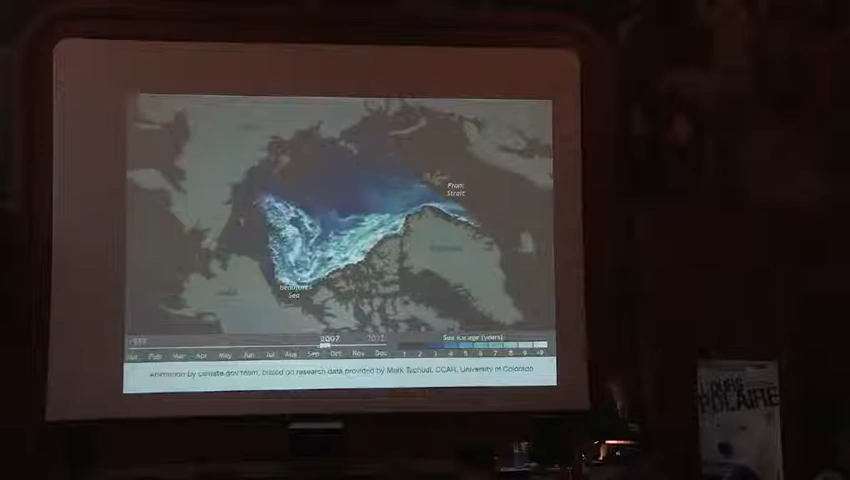 Fram
Strait
Beaufort
Sea
2007
Sea ice age (years)
Jan Feb Mar Apr May Jun Jul Aug Sep Oct Nov Dec
1 2 3 4 5 6 7 8 9 >9
Animation by climate.gov team, based on research data provided by Mark Tschudi, CCAR, University of Colorado
L'OURS
POLAIRE